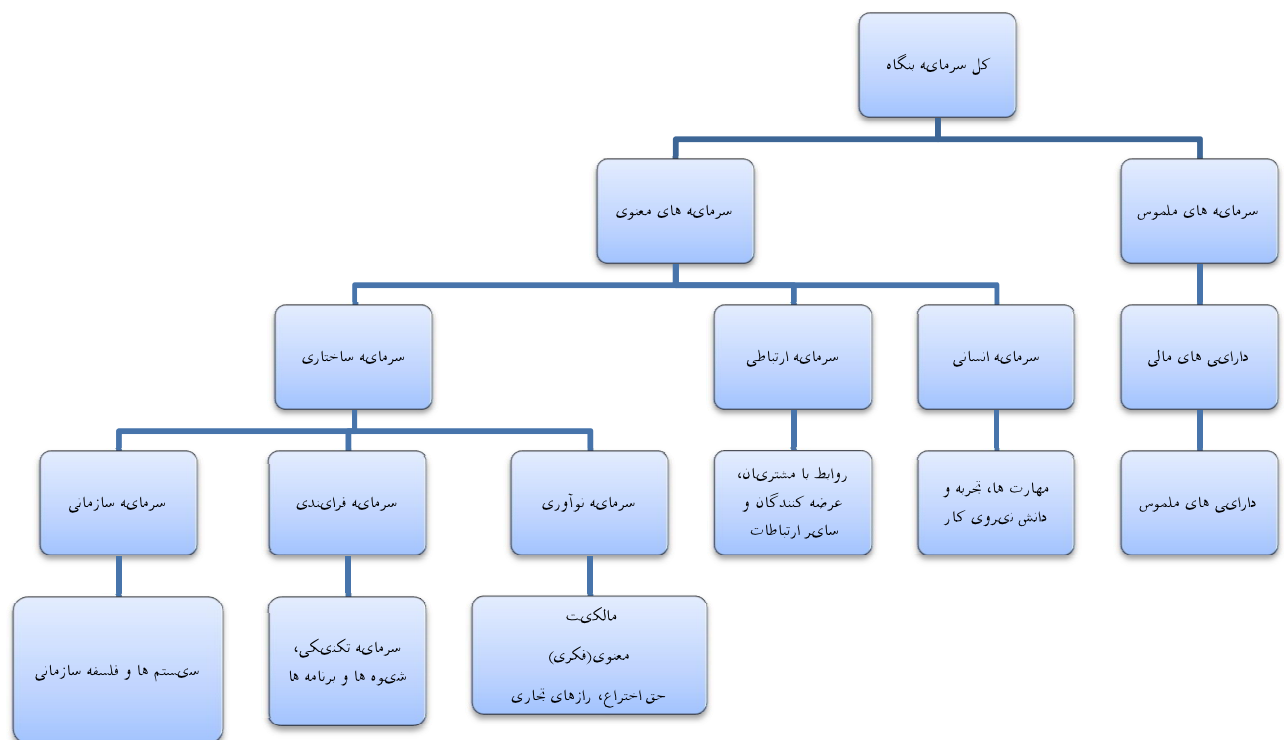 کل سرمایه بنگاه
سرمایه های ملموس
سرمایه های معنوی
دارایی های مالی
سرمایه انسانی
سرمایه ارتباطی
سرمایه ساختاری
دارایی های ملموس
مهارت ها، تجربه و
دانش نیروی کار
روابط با مشتریان،
عرضه کنندگان و
سایر ارتباطات
سرمایه نوآوری
سرمایه فرایندی
سرمایه سازمانی
مالکیت
معنوی(فکری)
حق اختراع، رازهای تجاری
سرمایه تکنیکی،
شیوه ها و برنامه ها
سیستم ها و فلسفه سازمانی